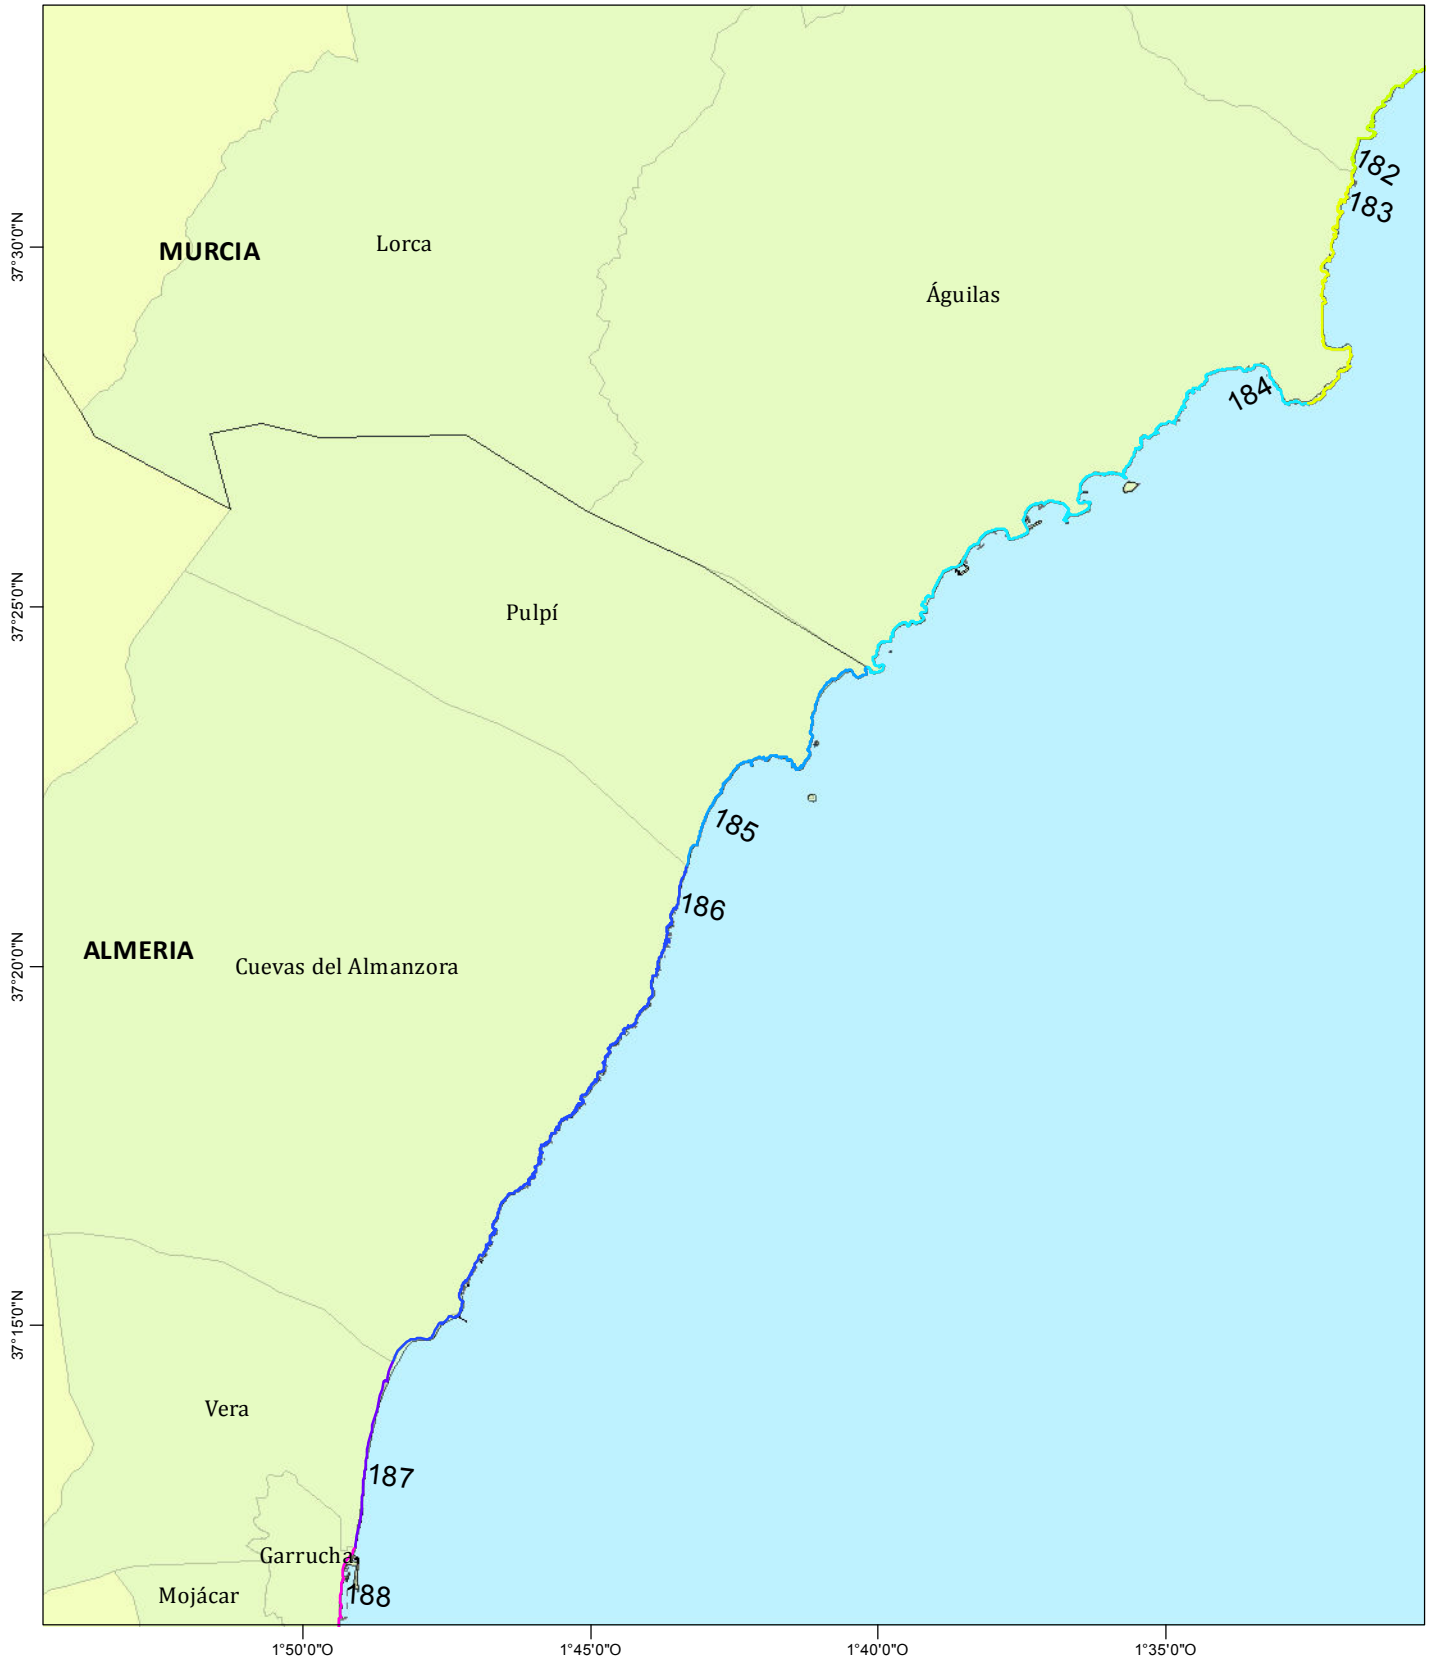 182
183
37°30'0"N
MURCIA
Lorca
Águilas
184
37°25'0"N
Pulpí
185
186
ALMERIA
37°20'0"N
Cuevas del Almanzora
37°15'0"N
Vera
187
Garrucha
Mojácar
188
1°50'0"O
1°45'0"O
1°40'0"O
1°35'0"O